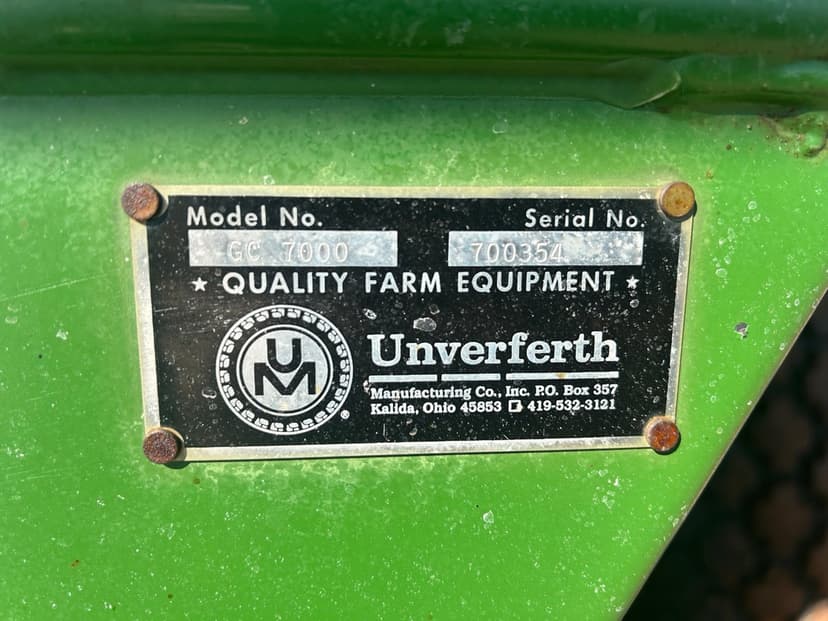 Model No. Serial No.
GC 7000 700354
★ QUALITY FARM EQUIPMENT ★
UM ® Unverferth
Manufacturing Co., Inc. P.O. Box 357
Kalida, Ohio 45853 419-532-3121